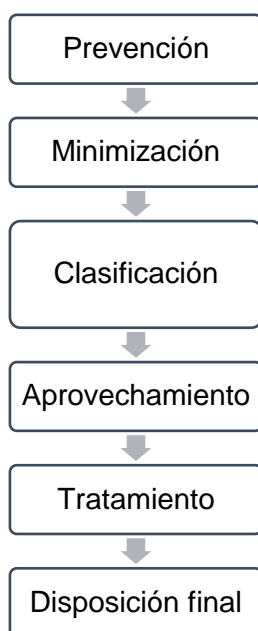 Prevención
Minimización
Clasificación
Aprovechamiento
Tratamiento
Disposición final